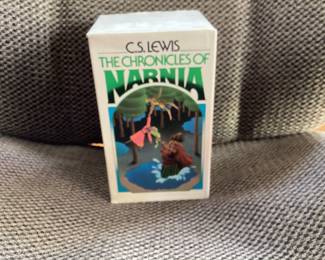 C.S. LEWIS
THE CHRONICLES OF
NARNIA